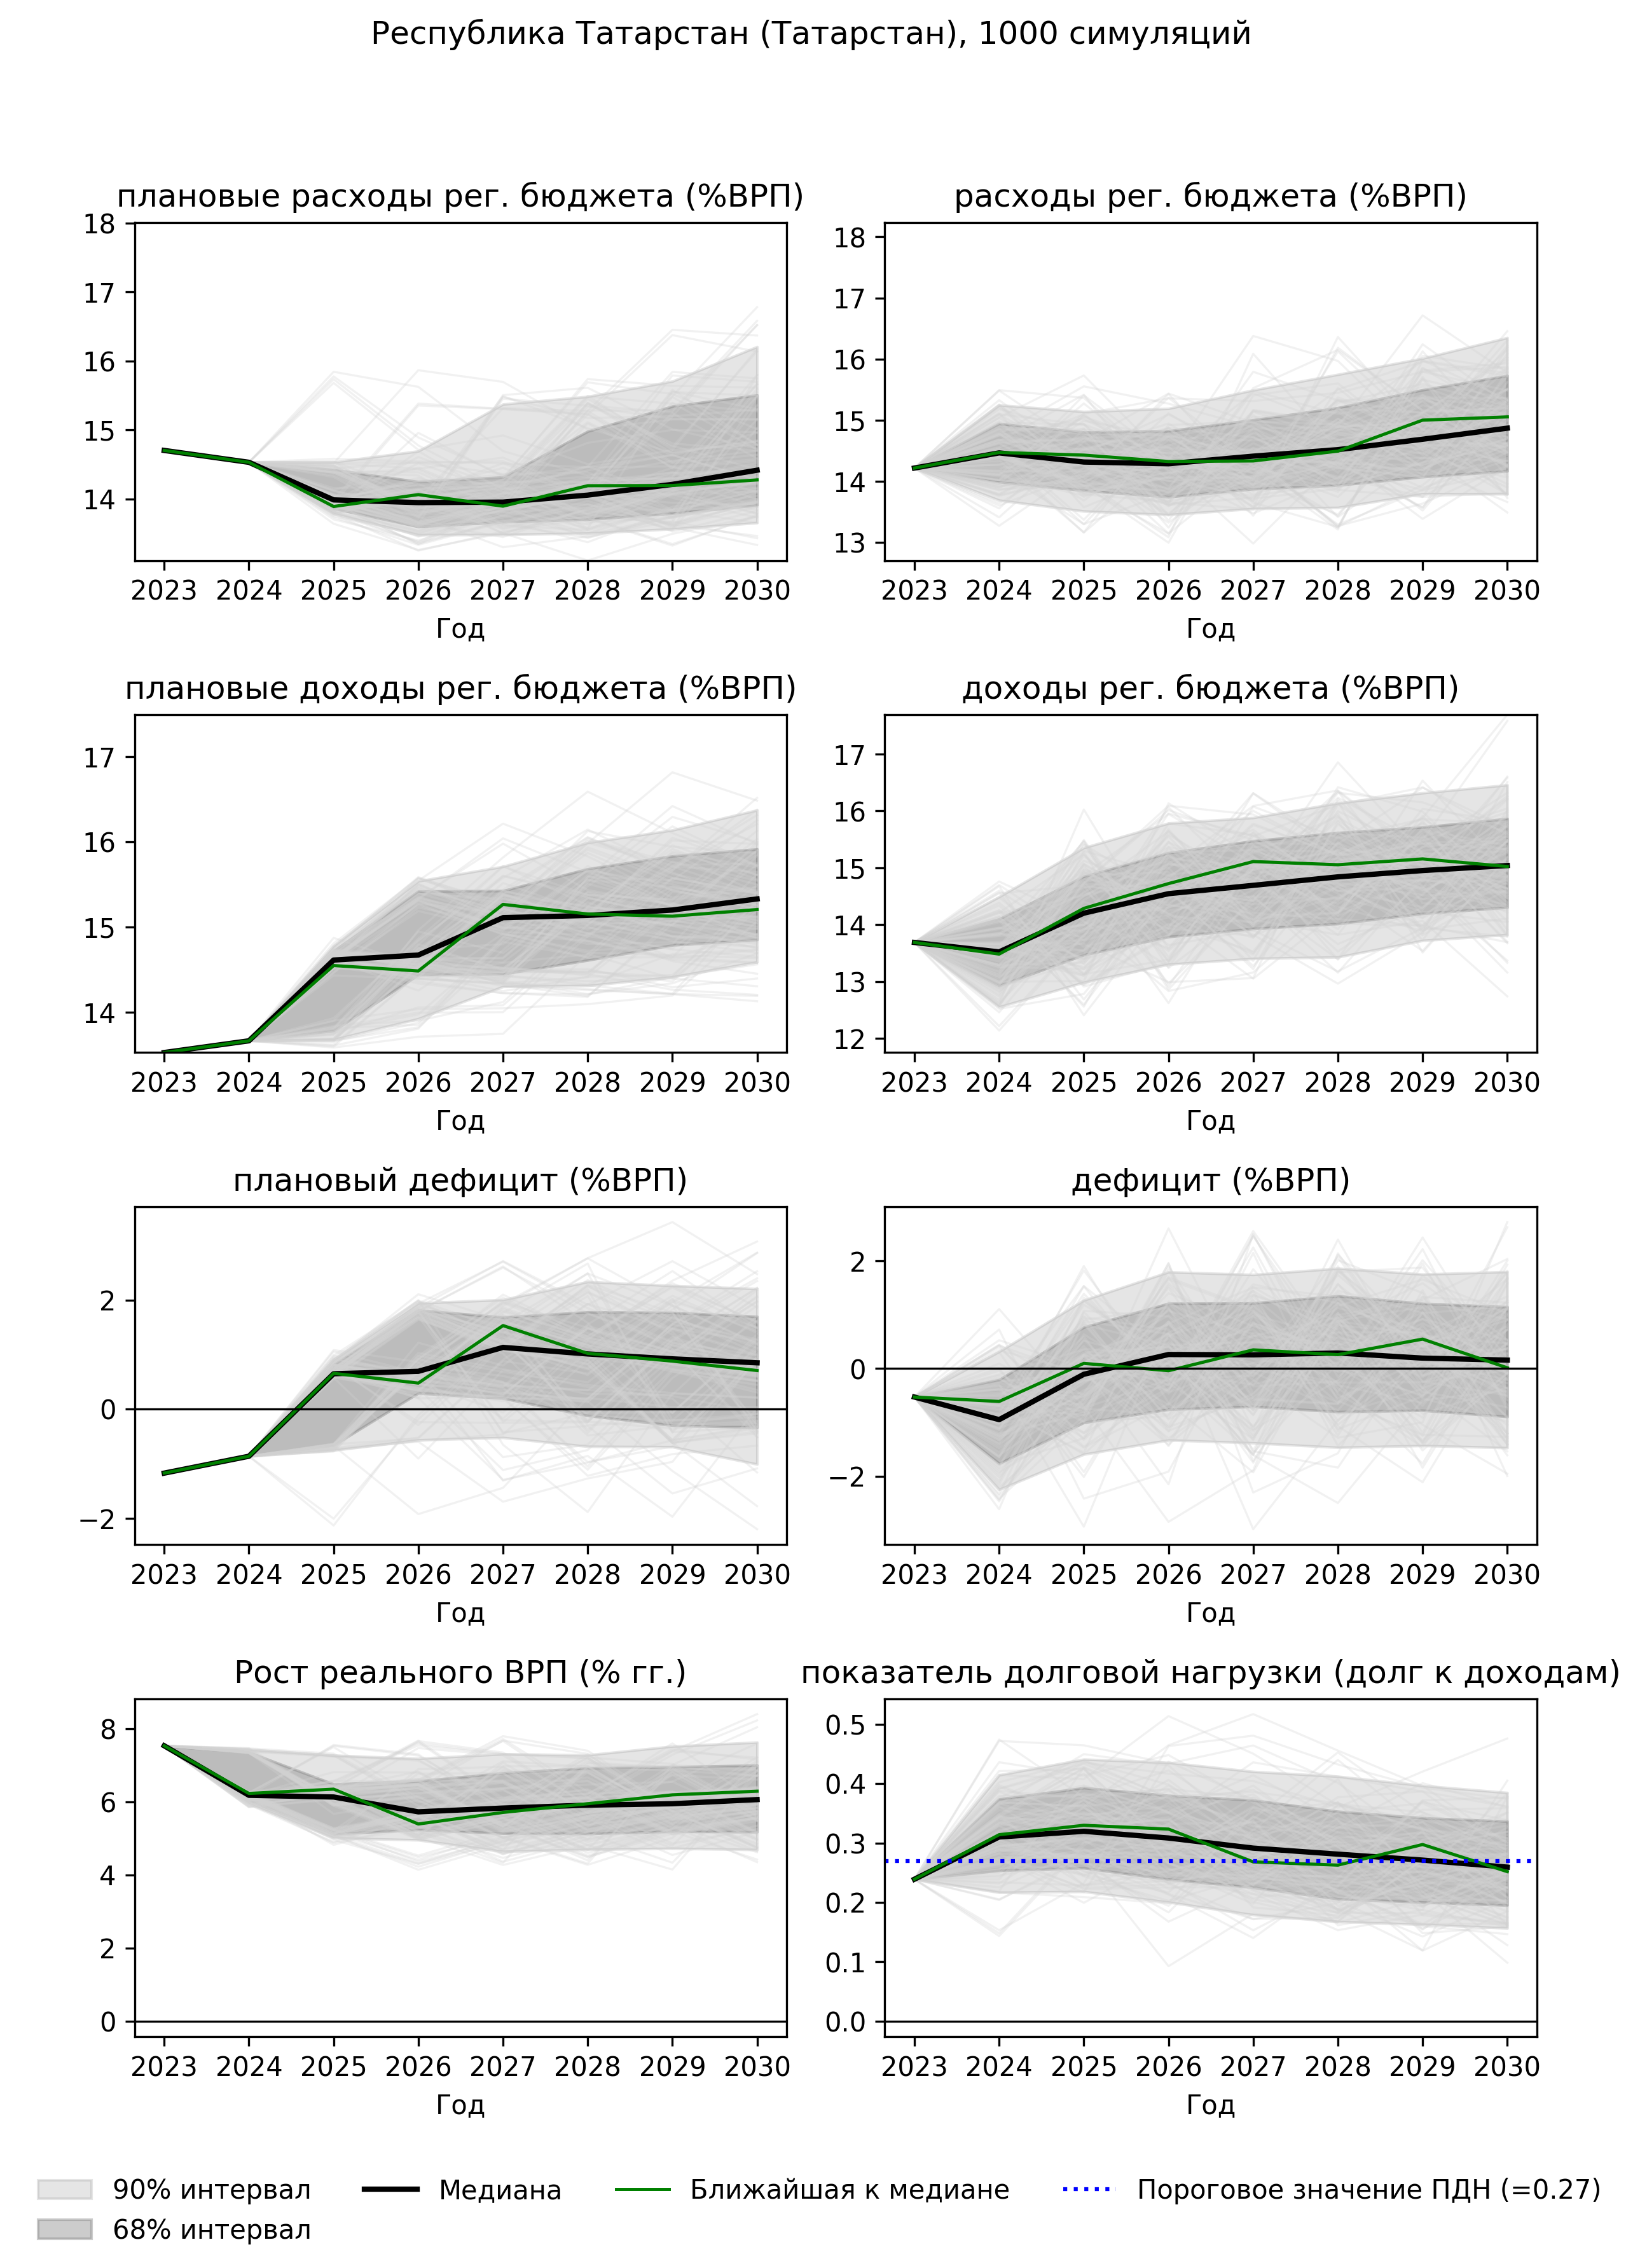 Республика Татарстан (Татарстан), 1000 симуляций
плановые расходы рег. бюджета (%ВРП)
18
17
16
15
14
2023 2024 2025 2026 2027 2028 2029 2030
Год
расходы рег. бюджета (%ВРП)
18
17
16
15
14
13
2023 2024 2025 2026 2027 2028 2029 2030
Год
плановые доходы рег. бюджета (%ВРП)
17
16
15
14
2023 2024 2025 2026 2027 2028 2029 2030
Год
доходы рег. бюджета (%ВРП)
17
16
15
14
13
12
2023 2024 2025 2026 2027 2028 2029 2030
Год
плановый дефицит (%ВРП)
2
0
−2
2023 2024 2025 2026 2027 2028 2029 2030
Год
дефицит (%ВРП)
2
0
−2
2023 2024 2025 2026 2027 2028 2029 2030
Год
Рост реального ВРП (% гг.)
8
6
4
2
0
2023 2024 2025 2026 2027 2028 2029 2030
Год
показатель долговой нагрузки (долг к доходам)
0.5
0.4
0.3
0.2
0.1
0.0
2023 2024 2025 2026 2027 2028 2029 2030
Год
90% интервал
68% интервал
Медиана
Ближайшая к медиане
Пороговое значение ПДН (=0.27)